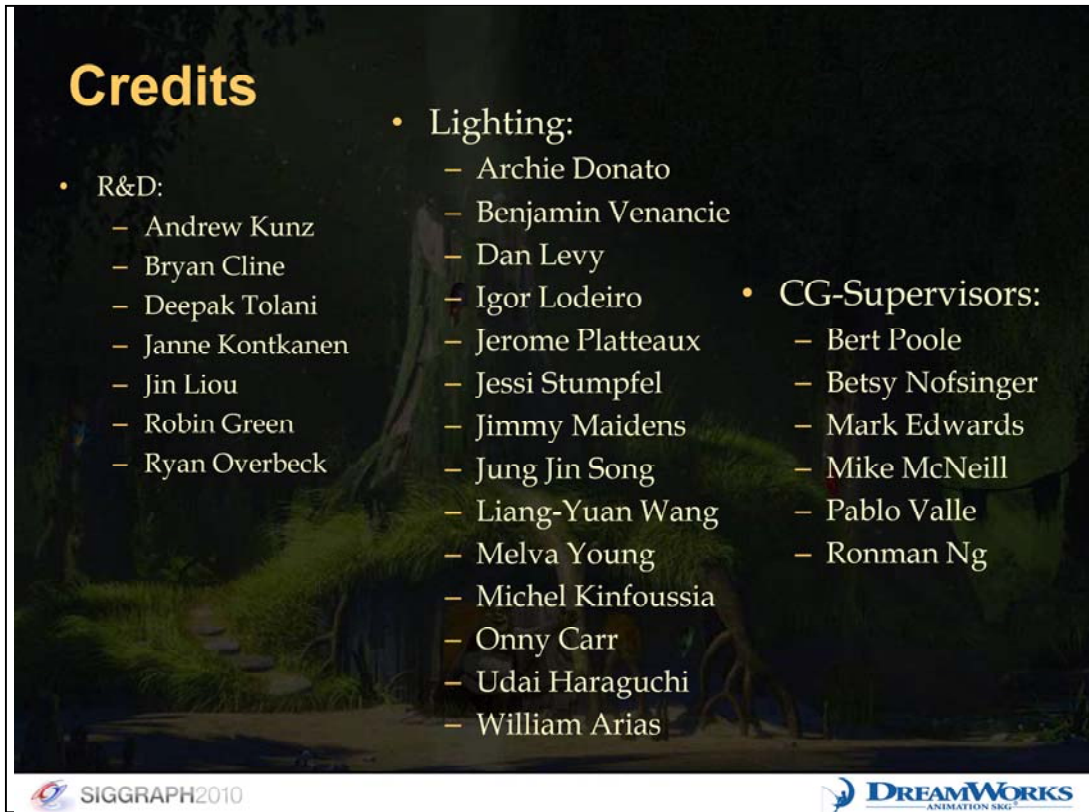 Credits
• R&D:
– Andrew Kunz
– Bryan Cline
– Deepak Tolani
– Janne Kontkanen
– Jin Liou
– Robin Green
– Ryan Overbeck
• Lighting:
– Archie Donato
– Benjamin Venancie
– Dan Levy
– Igor Lodeiro
– Jerome Platteaux
– Jessi Stumpfel
– Jimmy Maidens
– Jung Jin Song
– Liang-Yuan Wang
– Melva Young
– Michel Kinfoussia
– Onny Carr
– Udai Haraguchi
– William Arias
• CG-Supervisors:
– Bert Poole
– Betsy Nofsinger
– Mark Edwards
– Mike McNeill
– Pablo Valle
– Ronman Ng
SIGGRAPH2010
DREAMWORKS
ANIMATION SKG